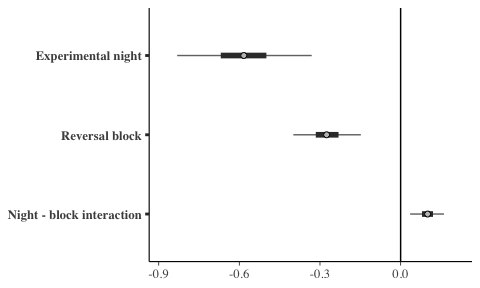 Experimental night
Reversal block
Night - block interaction
-0.9 -0.6 -0.3 0.0